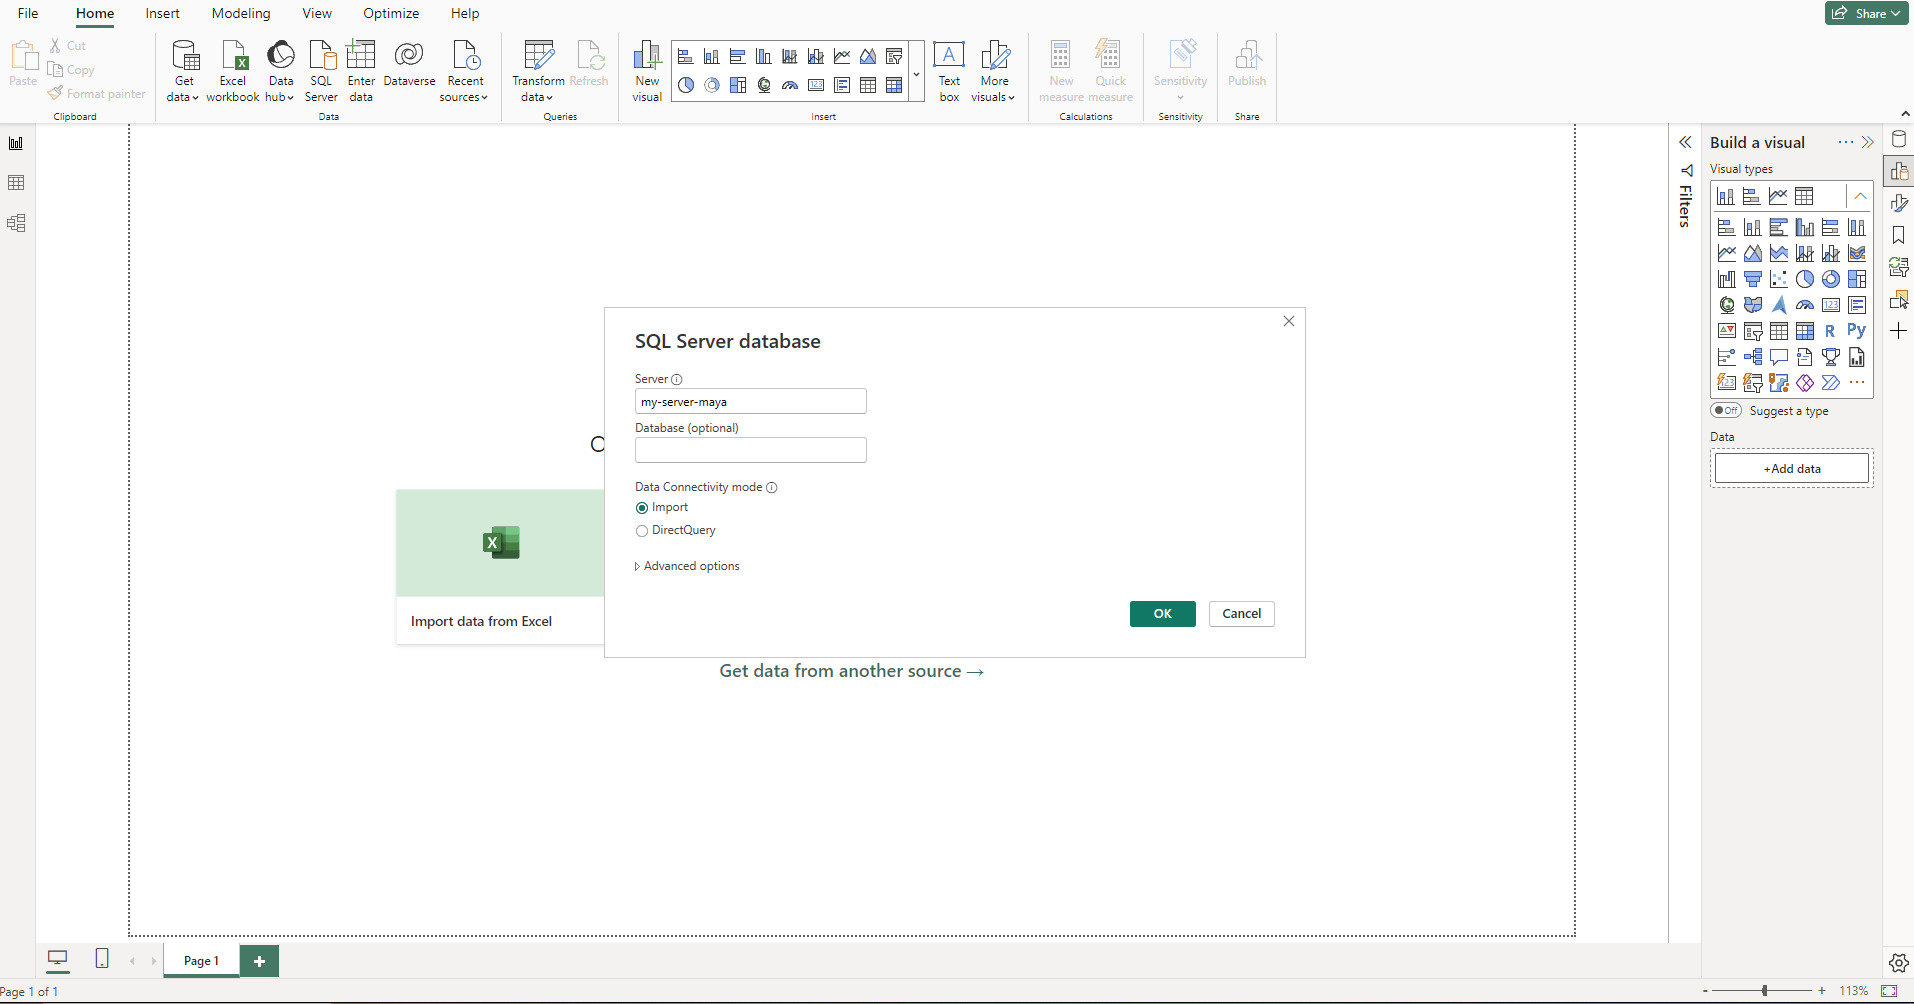 File Home Insert Modeling View Optimize Help Share
Paste
Cut
Copy
Format painter
Clipboard
Get data
Excel workbook
Data hub
SQL Server
Enter data
Dataverse
Recent sources
Data
Transform data
Refresh
Queries
New visual
Text box
More visuals
Insert
New measure
Quick measure
Calculations
Sensitivity
Sensitivity
Publish
Share
SQL Server database
Server
my-server-maya
Database (optional)
Data Connectivity mode
Import
DirectQuery
Advanced options
OK Cancel
Import data from Excel
Get data from another source →
Filters
Build a visual
Visual types
123
R Py
123
Off Suggest a type
Data
+Add data
Page 1
Page 1 of 1
- + 113%